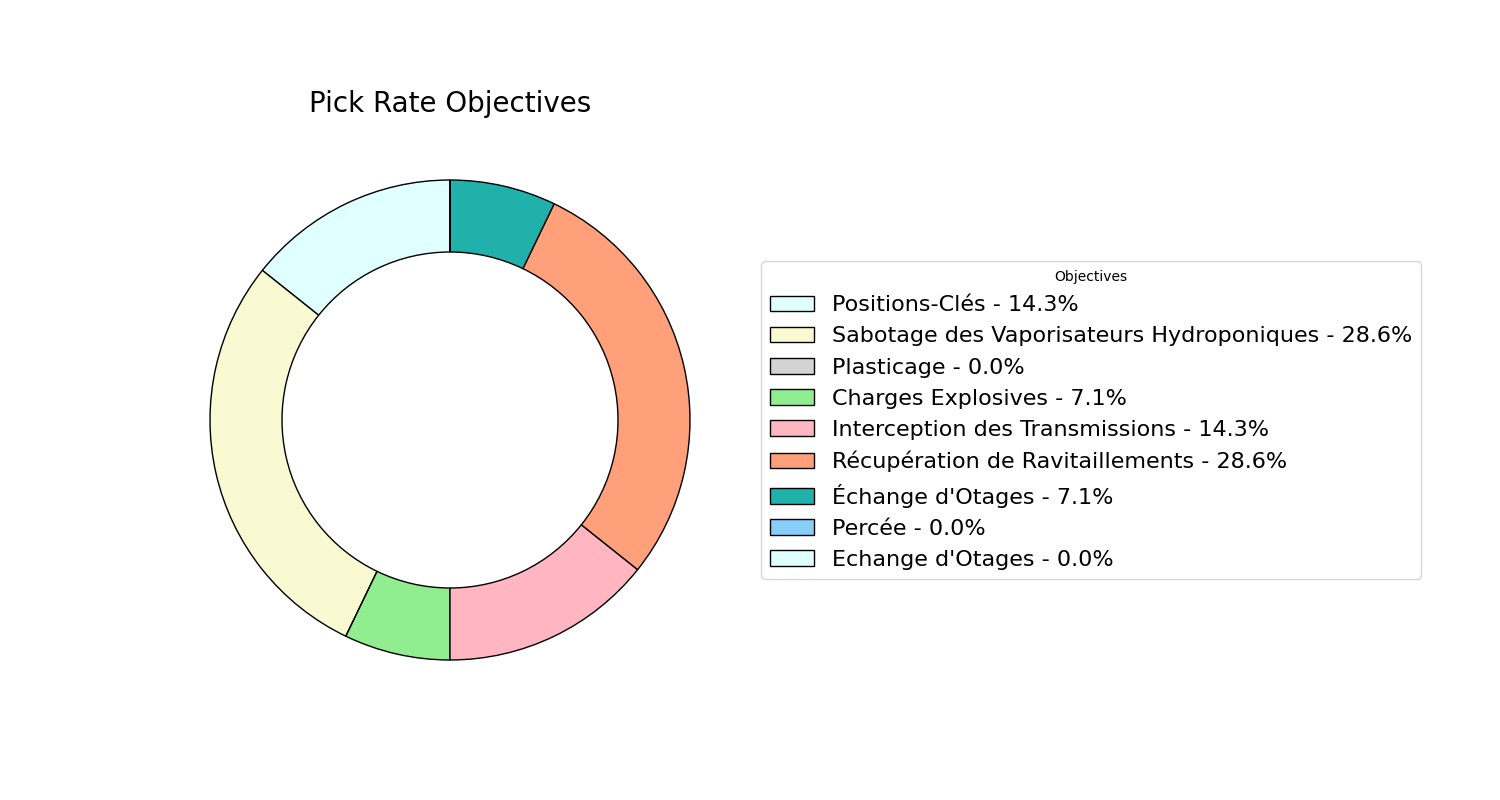 Pick Rate Objectives
Objectives
Positions-Clés - 14.3%
Sabotage des Vaporisateurs Hydroponiques - 28.6%
Plasticage - 0.0%
Charges Explosives - 7.1%
Interception des Transmissions - 14.3%
Récupération de Ravitaillements - 28.6%
Échange d'Otages - 7.1%
Percée - 0.0%
Echange d'Otages - 0.0%